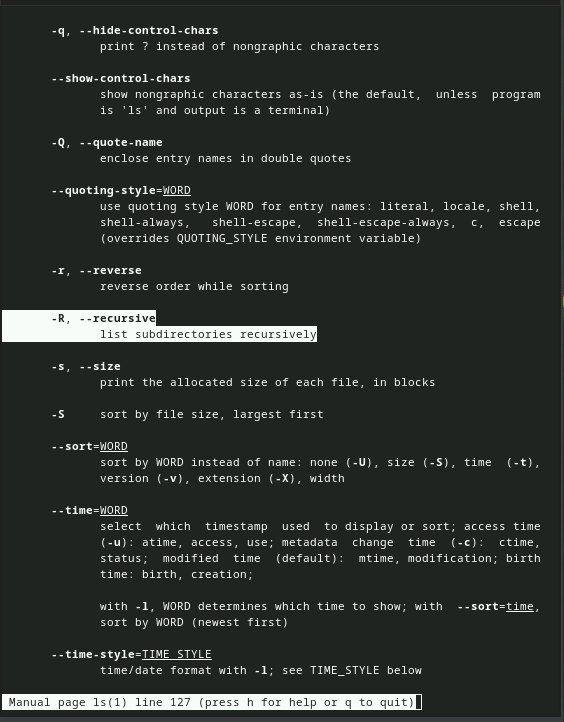 -q, --hide-control-chars
print ? instead of nongraphic characters
--show-control-chars
show nongraphic characters as-is (the default, unless program
is 'ls' and output is a terminal)
-Q, --quote-name
enclose entry names in double quotes
--quoting-style=WORD
use quoting style WORD for entry names: literal, locale, shell,
shell-always, shell-escape, shell-escape-always, c, escape
(overrides QUOTING_STYLE environment variable)
-r, --reverse
reverse order while sorting
-R, --recursive
list subdirectories recursively
-s, --size
print the allocated size of each file, in blocks
-S sort by file size, largest first
--sort=WORD
sort by WORD instead of name: none (-U), size (-S), time (-t),
version (-v), extension (-X), width
--time=WORD
select which timestamp used to display or sort; access time
(-u): atime, access, use; metadata change time (-c): ctime,
status; modified time (default): mtime, modification; birth
time: birth, creation;
with -l, WORD determines which time to show; with --sort=time,
sort by WORD (newest first)
--time-style=TIME_STYLE
time/date format with -l; see TIME_STYLE below
Manual page ls(1) line 127 (press h for help or q to quit)